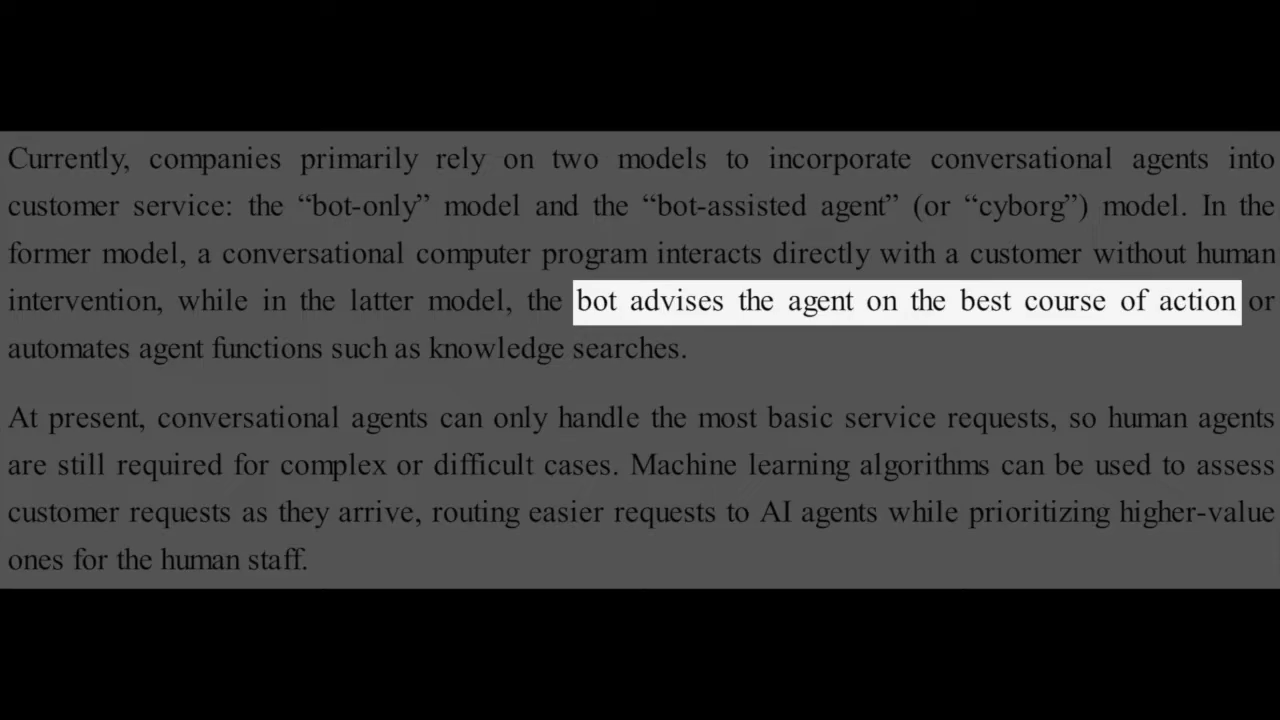 Currently, companies primarily rely on two models to incorporate conversational agents into
customer service: the “bot-only” model and the “bot-assisted agent” (or “cyborg”) model. In the
former model, a conversational computer program interacts directly with a customer without human
intervention, while in the latter model, the bot advises the agent on the best course of action or
automates agent functions such as knowledge searches.
At present, conversational agents can only handle the most basic service requests, so human agents
are still required for complex or difficult cases. Machine learning algorithms can be used to assess
customer requests as they arrive, routing easier requests to AI agents while prioritizing higher-value
ones for the human staff.